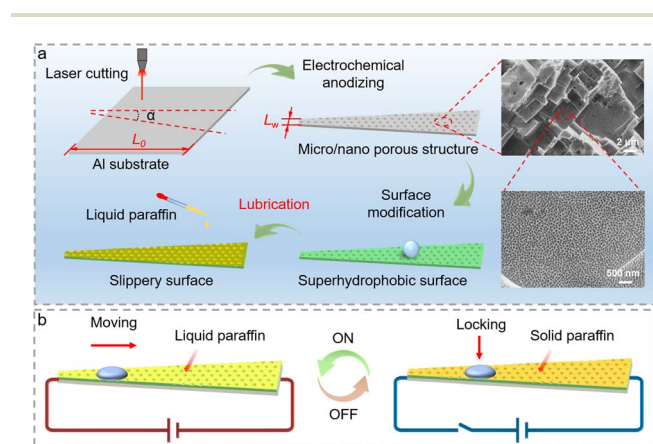 a
Laser cutting
α
L0
Al substrate
Electrochemical
anodizing
Lw
Micro/nano porous structure
2 um
Surface
modification
Liquid paraffin
Lubrication
Slippery surface
Superhydrophobic surface
500 nm
b
Moving
Liquid paraffin
ON
OFF
Locking
Solid paraffin